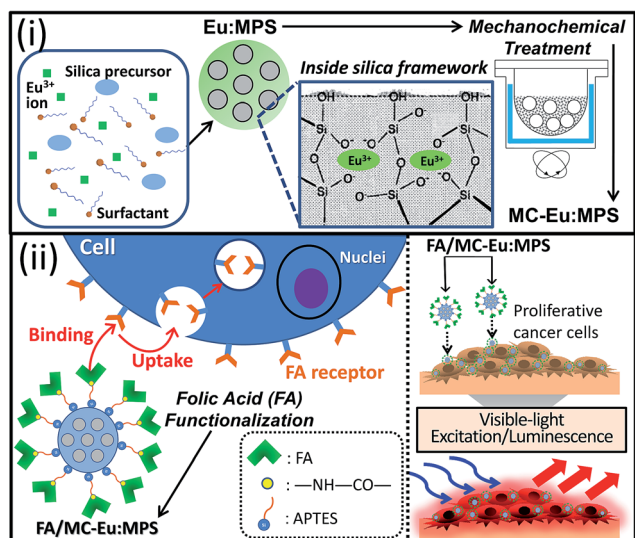 (i)
Eu:MPS
Mechanochemical
Treatment
Silica precursor
Eu³⁺
ion
Surfactant
Inside silica framework
OH OH OH
Si O⁻ Si O⁻ Si O⁻
O Eu³⁺ O Eu³⁺ O
⁻O ⁻O
Si O⁻ Si O⁻ Si
MC-Eu:MPS
(ii)
Cell
Nuclei
Binding
Uptake
FA receptor
Folic Acid (FA)
Functionalization
: FA
: —NH—CO—
: APTES
FA/MC-Eu:MPS
FA/MC-Eu:MPS
Proliferative
cancer cells
Visible-light
Excitation/Luminescence